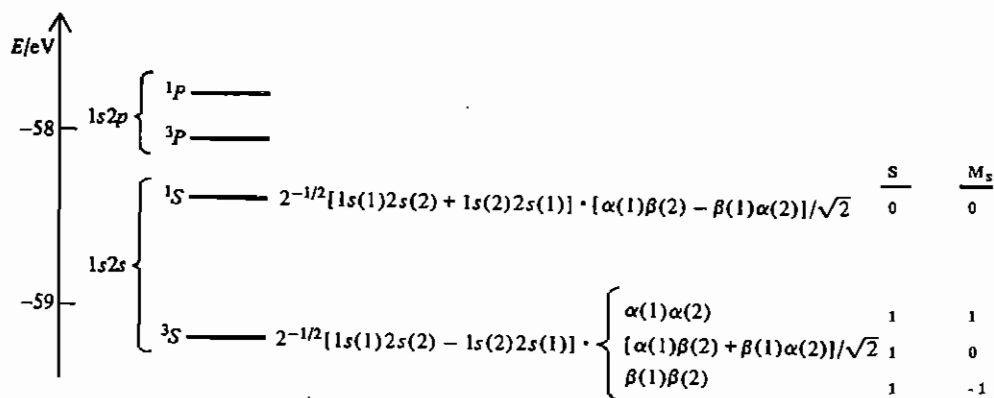 E/eV
¹P
1s2p
-58
³P
S M_S
¹S 2^{-1/2}[1s(1)2s(2) + 1s(2)2s(1)] · [α(1)β(2) − β(1)α(2)]/√2 0 0
1s2s
-59
α(1)α(2) 1 1
³S 2^{-1/2}[1s(1)2s(2) − 1s(2)2s(1)] · [α(1)β(2) + β(1)α(2)]/√2 1 0
β(1)β(2) 1 -1